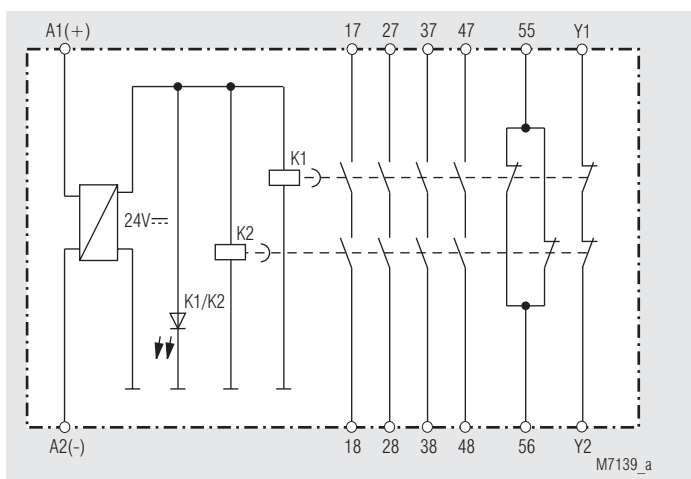 A1(+) 17 27 37 47 55 Y1
K1
24V
K2
K1/K2
A2(-) 18 28 38 48 56 Y2
M7139_a